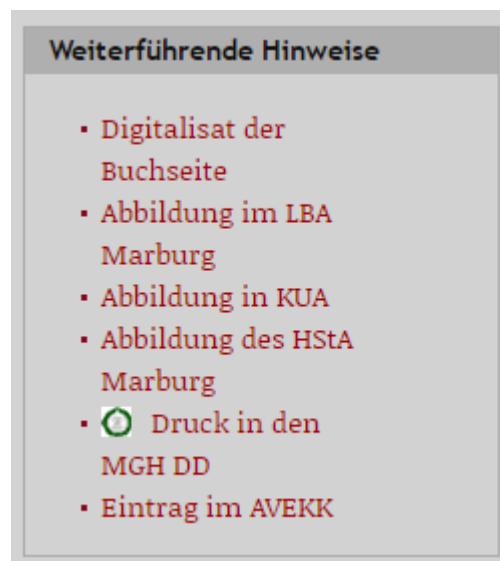 Weiterführende Hinweise
Digitalisat der
Buchseite
Abbildung im LBA
Marburg
Abbildung in KUA
Abbildung des HStA
Marburg
Druck in den
MGH DD
Eintrag im AVEKK